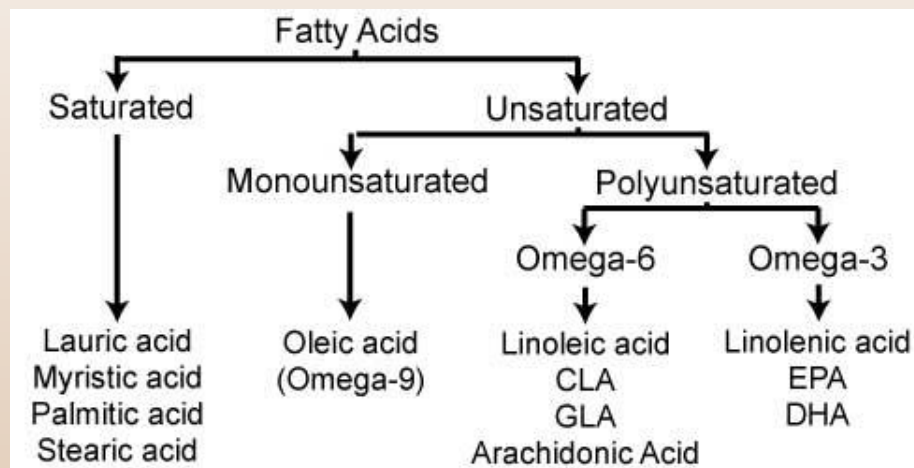 Fatty Acids
Saturated
Unsaturated
Monounsaturated
Polyunsaturated
Omega-6
Omega-3
Lauric acid
Myristic acid
Palmitic acid
Stearic acid
Oleic acid
(Omega-9)
Linoleic acid
CLA
GLA
Arachidonic Acid
Linolenic acid
EPA
DHA